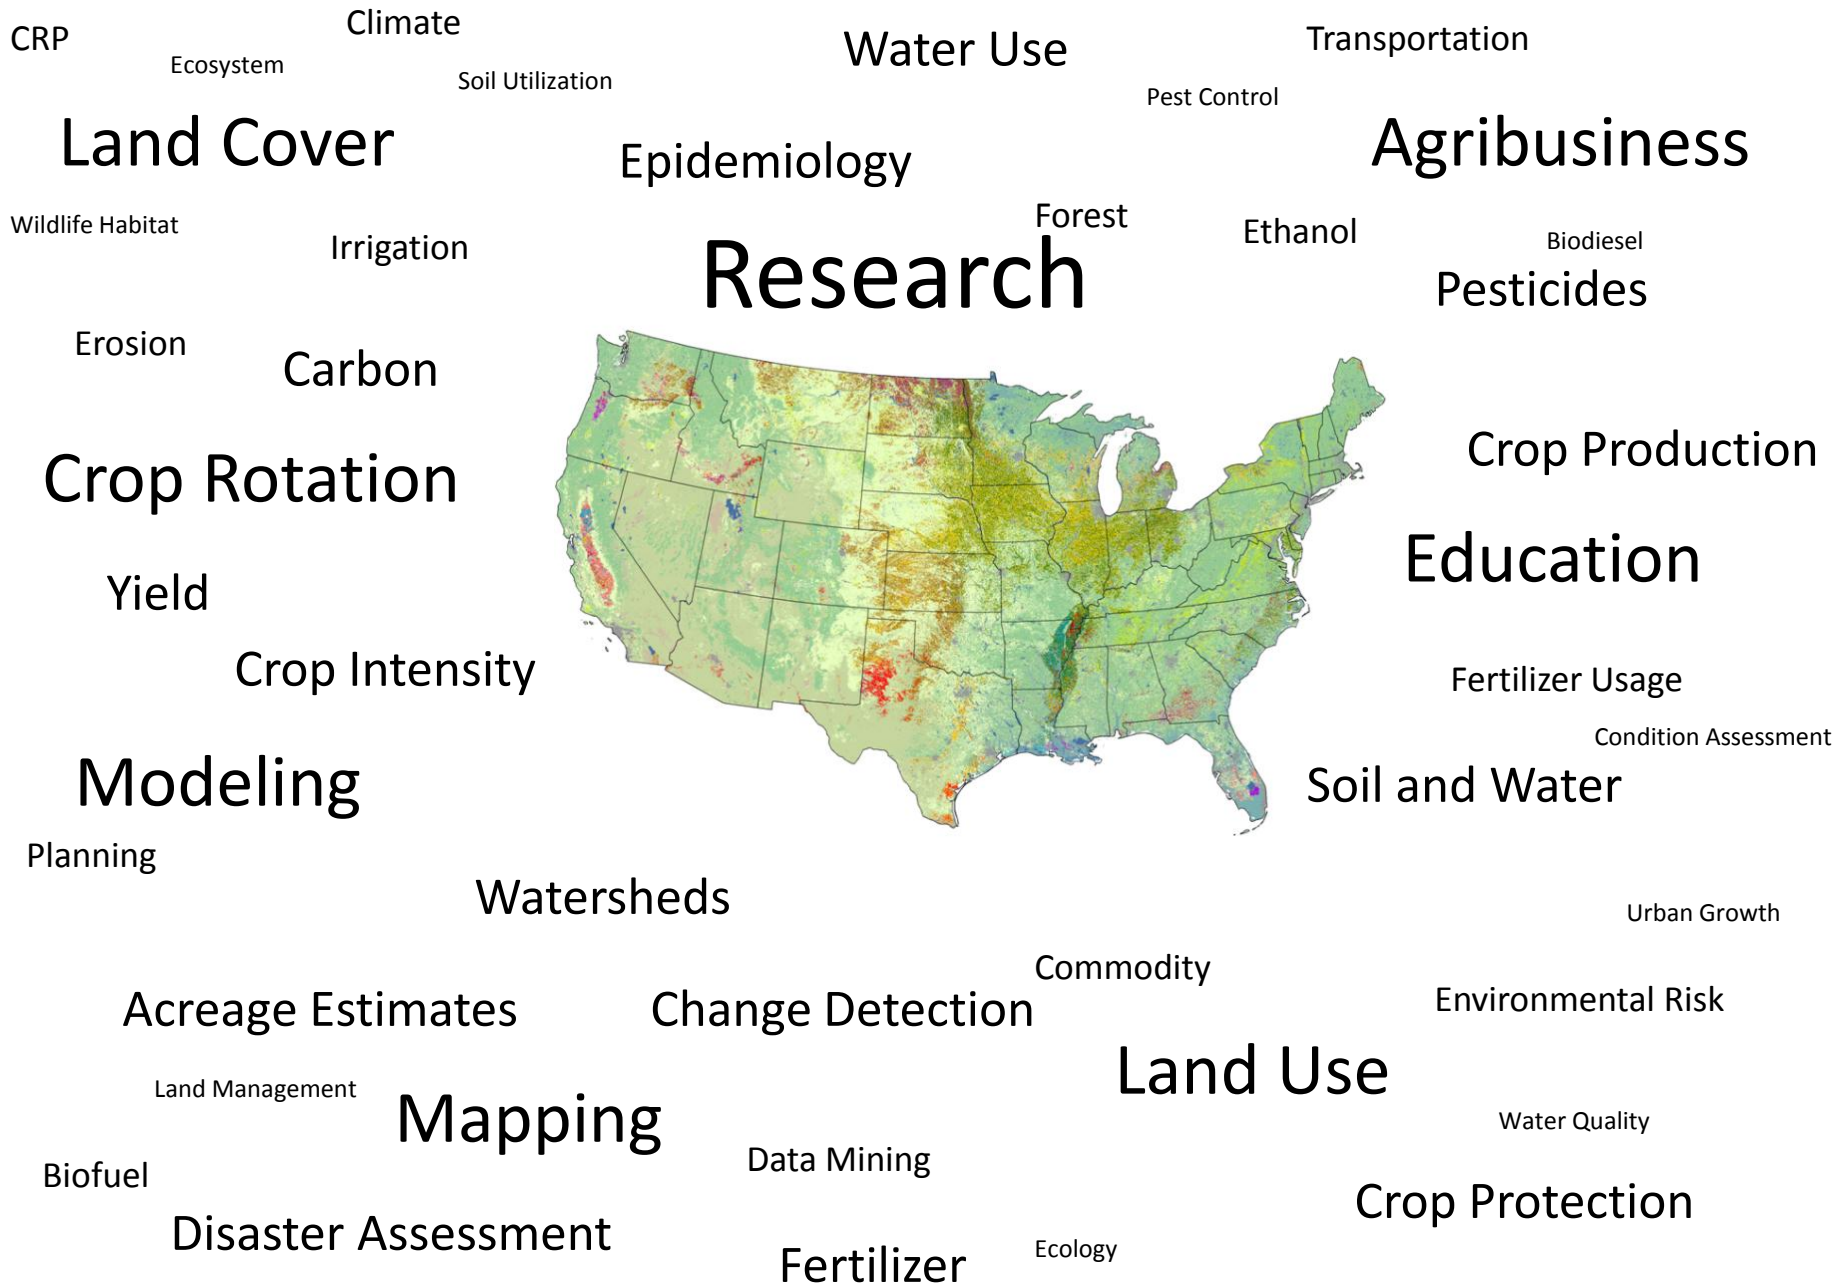 CRP
Climate
Water Use
Transportation
Ecosystem
Soil Utilization
Pest Control
Land Cover
Epidemiology
Agribusiness
Wildlife Habitat
Irrigation
Forest
Ethanol
Biodiesel
Research
Pesticides
Erosion
Carbon
Crop Rotation
Crop Production
Yield
Education
Crop Intensity
Fertilizer Usage
Condition Assessment
Modeling
Soil and Water
Planning
Watersheds
Urban Growth
Commodity
Acreage Estimates
Change Detection
Environmental Risk
Land Use
Land Management
Mapping
Water Quality
Data Mining
Biofuel
Crop Protection
Disaster Assessment
Fertilizer
Ecology